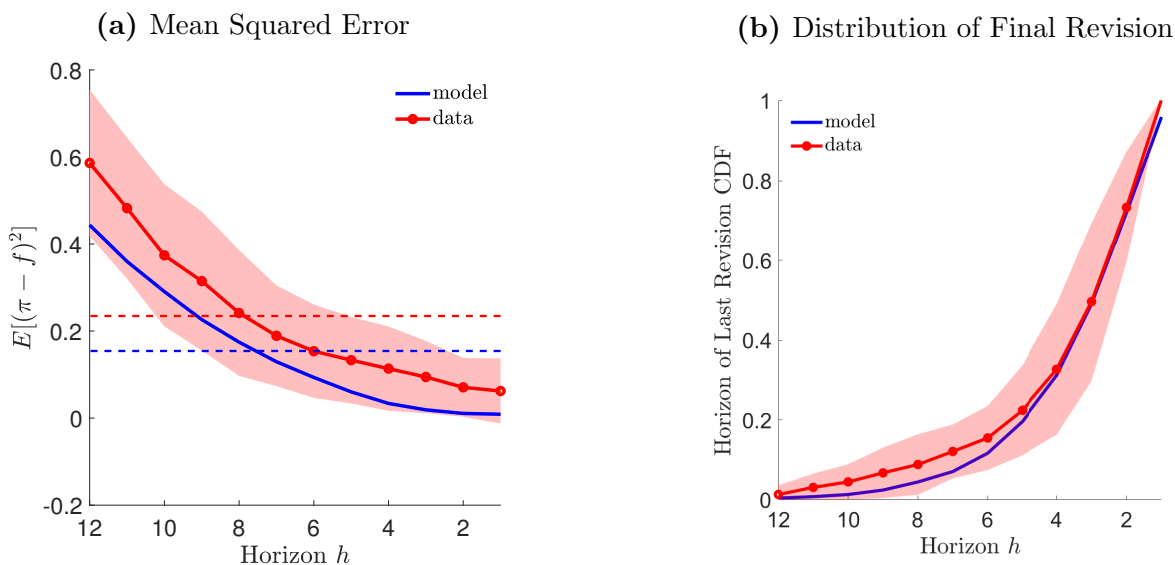 (a) Mean Squared Error
0.8
0.6
0.4
0.2
0
-0.2
E[(π − f)²]
model
data
12 10 8 6 4 2
Horizon h
(b) Distribution of Final Revision
1
0.8
0.6
0.4
0.2
0
Horizon of Last Revision CDF
model
data
12 10 8 6 4 2
Horizon h